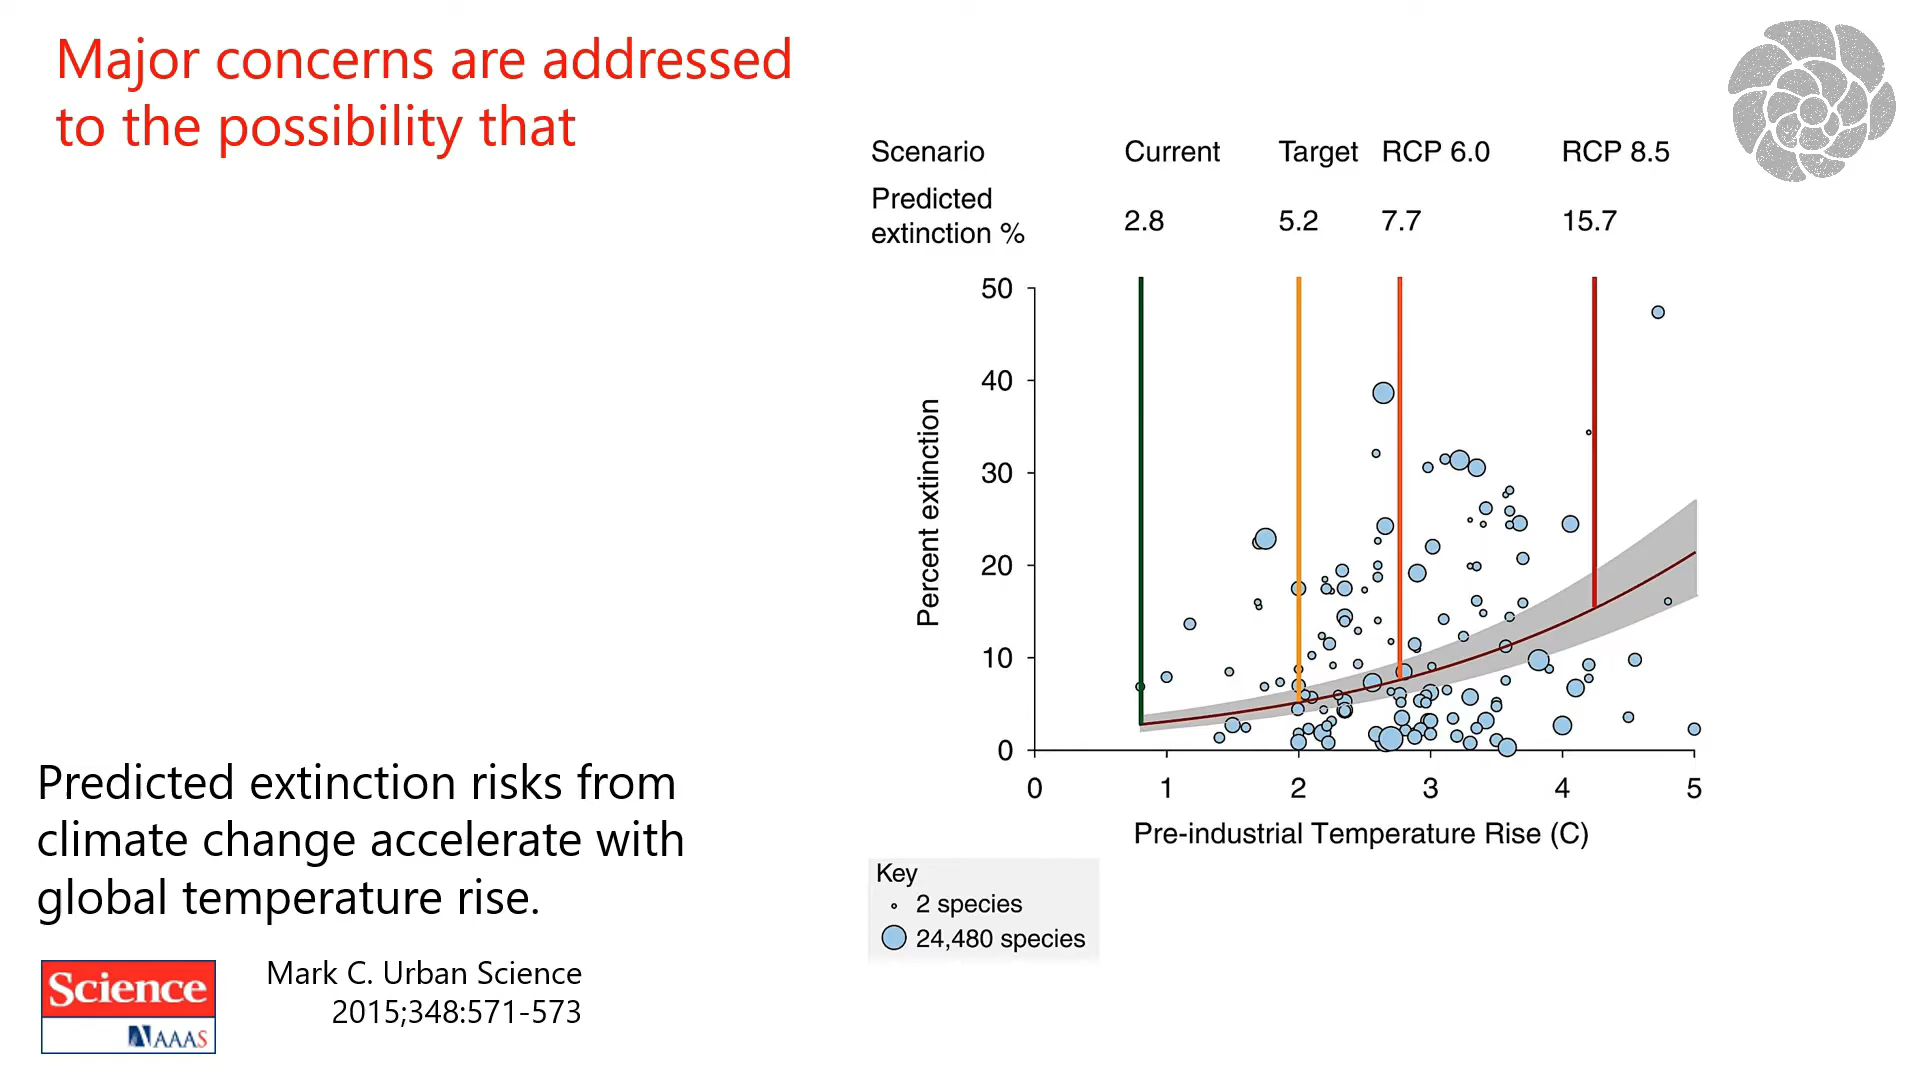 Major concerns are addressed
to the possibility that
Scenario Current Target RCP 6.0 RCP 8.5
Predicted
extinction % 2.8 5.2 7.7 15.7
50
40
30
20
10
0
Percent extinction
0 1 2 3 4 5
Pre-industrial Temperature Rise (C)
Key
2 species
24,480 species
Predicted extinction risks from
climate change accelerate with
global temperature rise.
Science
AAAS
Mark C. Urban Science
2015;348:571-573